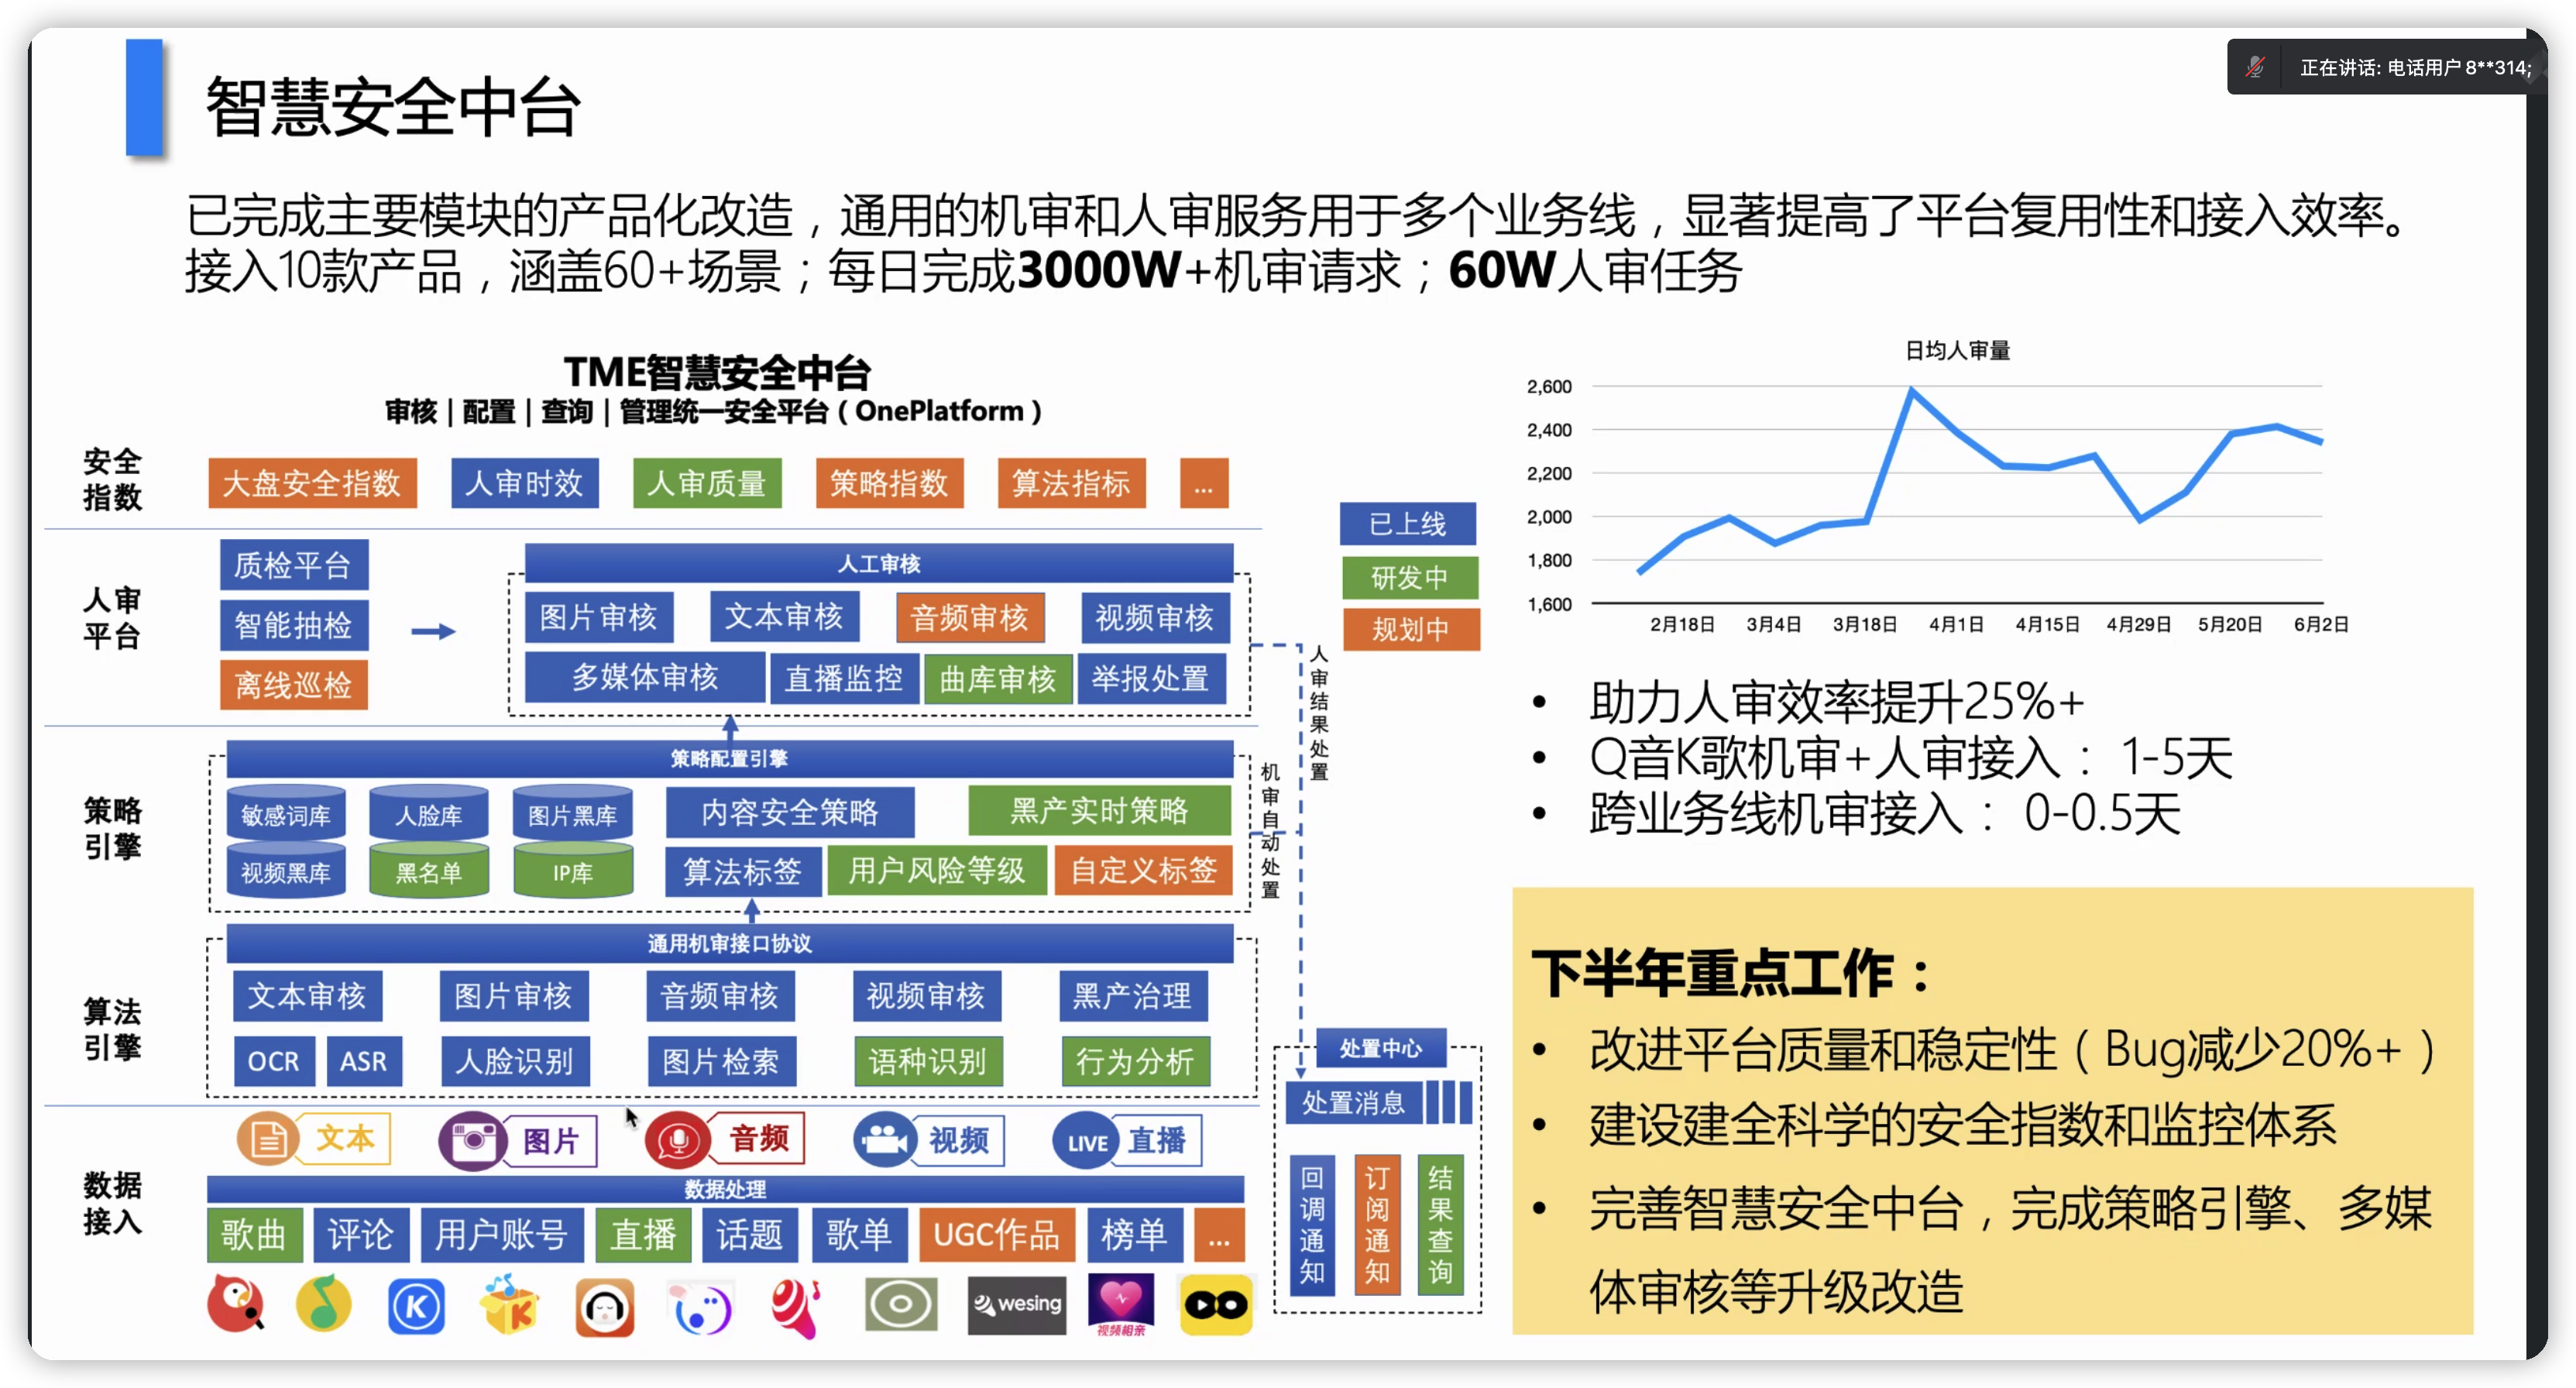 正在讲话: 电话用户8**314;
智慧安全中台
已完成主要模块的产品化改造，通用的机审和人审服务用于多个业务线，显著提高了平台复用性和接入效率。
接入10款产品，涵盖60+场景；每日完成3000W+机审请求；60W人审任务
TME智慧安全中台
审核｜配置｜查询｜管理统一安全平台（OnePlatform）
安全
指数
大盘安全指数 人审时效 人审质量 策略指数 算法指标 ...
人审
平台
质检平台
智能抽检
离线巡检
人工审核
图片审核 文本审核 音频审核 视频审核
多媒体审核 直播监控 曲库审核 举报处置
已上线
研发中
规划中
人审结果处置
策略
引擎
策略配置引擎
敏感词库 人脸库 图片黑库 内容安全策略 黑产实时策略
视频黑库 黑名单 IP库 算法标签 用户风险等级 自定义标签
机审自动处置
算法
引擎
通用机审接口协议
文本审核 图片审核 音频审核 视频审核 黑产治理
OCR ASR 人脸识别 图片检索 语种识别 行为分析
数据
接入
文本 图片 音频 视频 LIVE 直播
数据处理
歌曲 评论 用户账号 直播 话题 歌单 UGC作品 榜单 ...
K K wesing 视频相亲
处置中心
处置消息
回调通知
订阅通知
结果查询
日均人审量
2,600
2,400
2,200
2,000
1,800
1,600
2月18日 3月4日 3月18日 4月1日 4月15日 4月29日 5月20日 6月2日
• 助力人审效率提升25%+
• Q音K歌机审+人审接入： 1-5天
• 跨业务线机审接入： 0-0.5天
下半年重点工作：
• 改进平台质量和稳定性（Bug减少20%+）
• 建设建全科学的安全指数和监控体系
• 完善智慧安全中台，完成策略引擎、多媒
体审核等升级改造